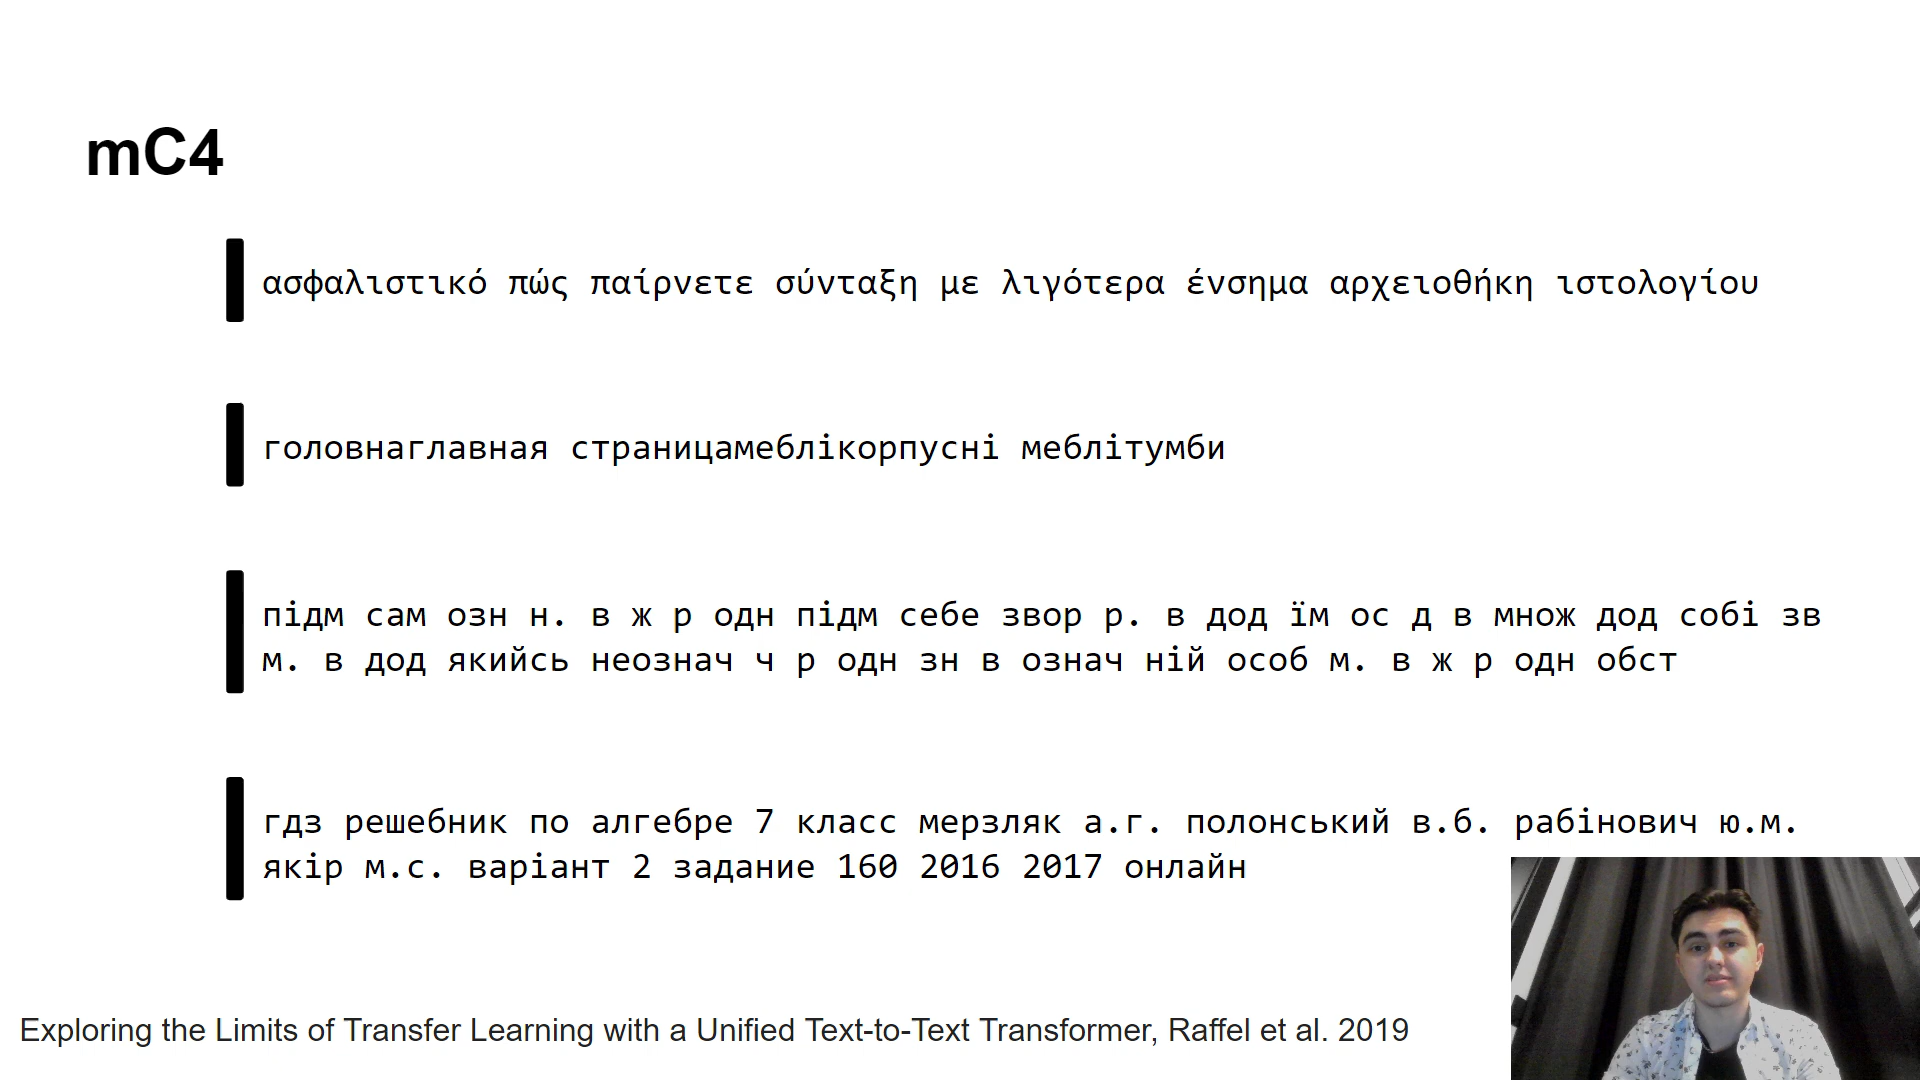 mC4
ασφαλιστικό πώς παίρνετε σύνταξη με λιγότερα ένσημα αρχειοθήκη ιστολογίου
головнаглавная страницамеблікорпусні меблітумби
підм сам озн н. в ж р одн підм себе звор р. в дод їм ос д в множ дод собі зв
м. в дод якийсь неознач ч р одн зн в означ ній особ м. в ж р одн обст
гдз решебник по алгебре 7 класс мерзляк а.г. полонський в.б. рабінович ю.м.
якір м.с. варіант 2 задание 160 2016 2017 онлайн
Exploring the Limits of Transfer Learning with a Unified Text-to-Text Transformer, Raffel et al. 2019